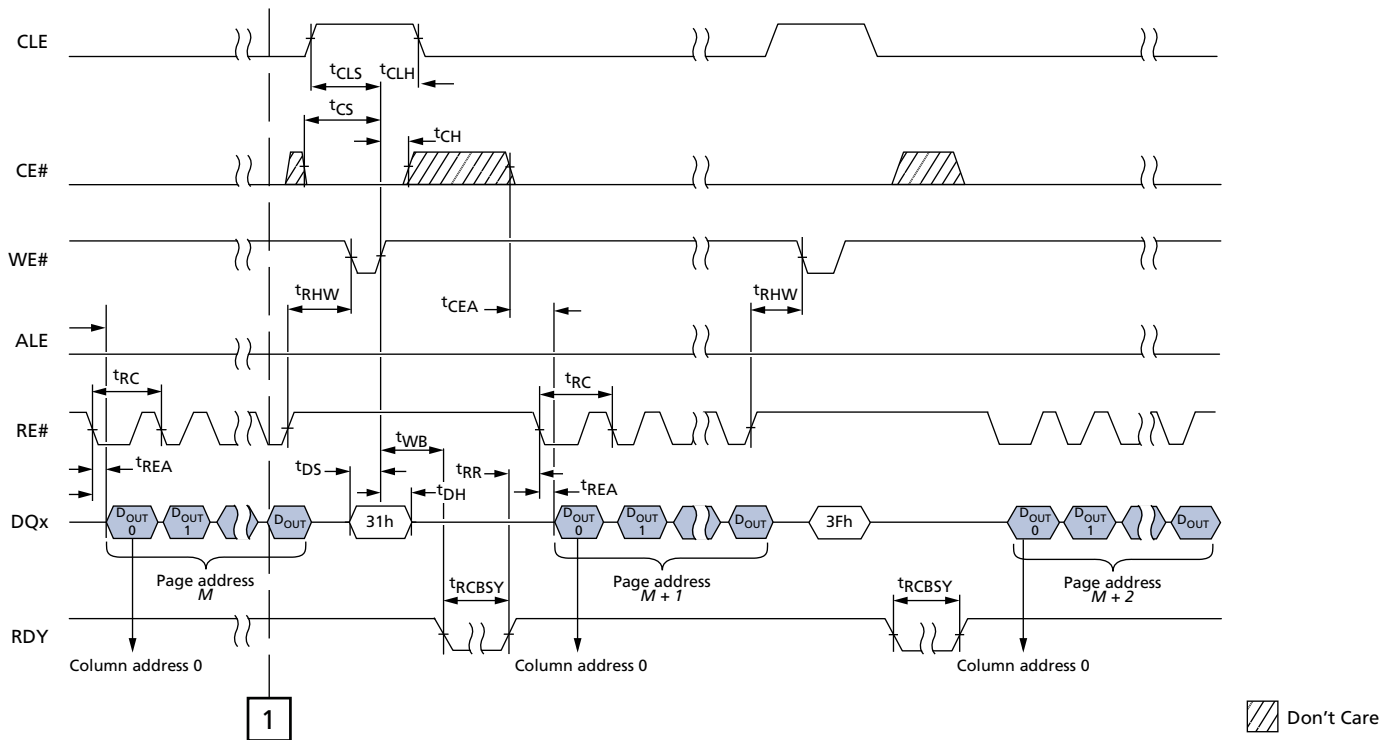 CLE
tCLS tCLH
tCS
tCH
CE#
WE#
tRHW
tCEA
tRHW
ALE
tRC
tRC
RE#
tWB
tREA
tDS
tRR
tDH
tREA
DQx
DOUT 0
DOUT 1
DOUT
31h
DOUT 0
DOUT 1
DOUT
3Fh
DOUT 0
DOUT 1
DOUT
Page address M
Page address M + 1
Page address M + 2
tRCBSY
tRCBSY
RDY
Column address 0
Column address 0
Column address 0
1
Don't Care